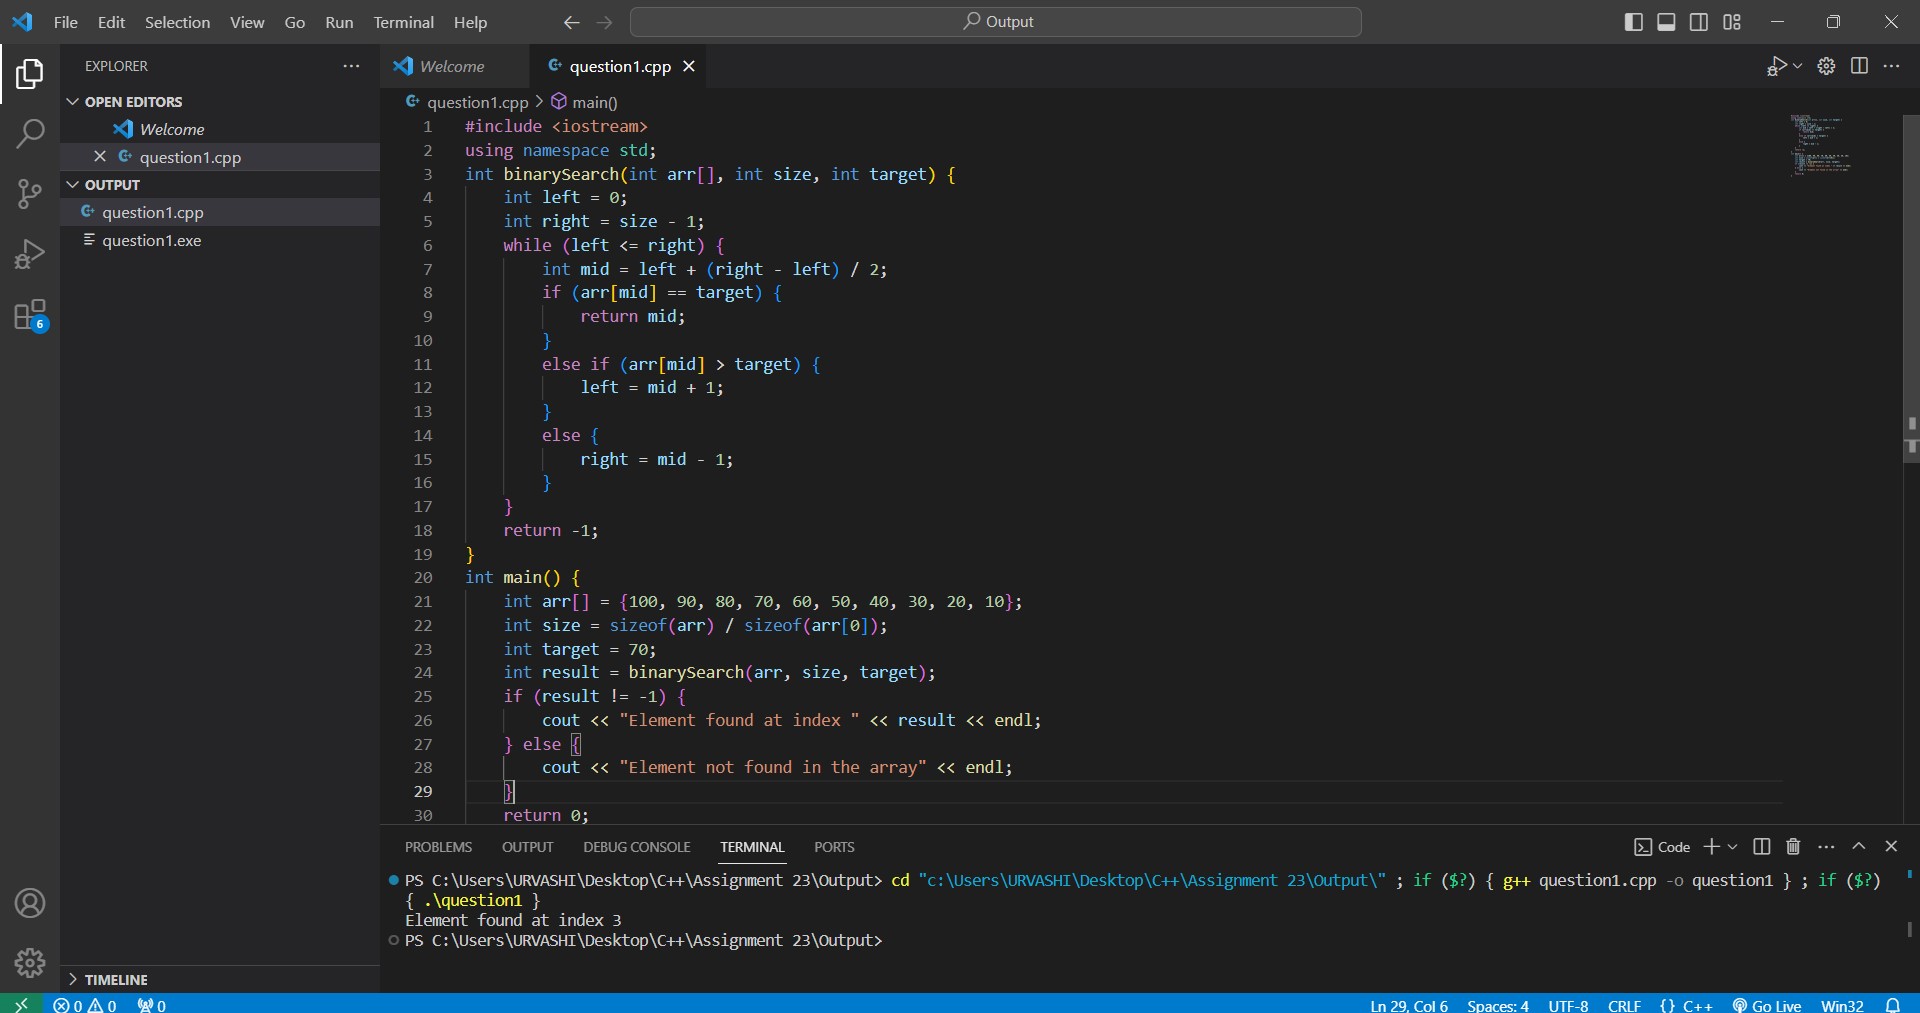 File Edit Selection View Go Run Terminal Help
Output
EXPLORER
OPEN EDITORS
Welcome
question1.cpp
OUTPUT
question1.cpp
question1.exe
6
TIMELINE
Welcome
question1.cpp
question1.cpp > main()
1 #include <iostream>
2 using namespace std;
3 int binarySearch(int arr[], int size, int target) {
4     int left = 0;
5     int right = size - 1;
6     while (left <= right) {
7         int mid = left + (right - left) / 2;
8         if (arr[mid] == target) {
9             return mid;
10         }
11         else if (arr[mid] > target) {
12             left = mid + 1;
13         }
14         else {
15             right = mid - 1;
16         }
17     }
18     return -1;
19 }
20 int main() {
21     int arr[] = {100, 90, 80, 70, 60, 50, 40, 30, 20, 10};
22     int size = sizeof(arr) / sizeof(arr[0]);
23     int target = 70;
24     int result = binarySearch(arr, size, target);
25     if (result != -1) {
26         cout << "Element found at index " << result << endl;
27     } else {
28         cout << "Element not found in the array" << endl;
29     }
30     return 0;
PROBLEMS OUTPUT DEBUG CONSOLE TERMINAL PORTS
Code
PS C:\Users\URVASHI\Desktop\C++\Assignment 23\Output> cd "c:\Users\URVASHI\Desktop\C++\Assignment 23\Output\" ; if ($?) { g++ question1.cpp -o question1 } ; if ($?)
{ .\question1 }
Element found at index 3
PS C:\Users\URVASHI\Desktop\C++\Assignment 23\Output>
0 0 0
Ln 29, Col 6 Spaces: 4 UTF-8 CRLF {} C++ Go Live Win32